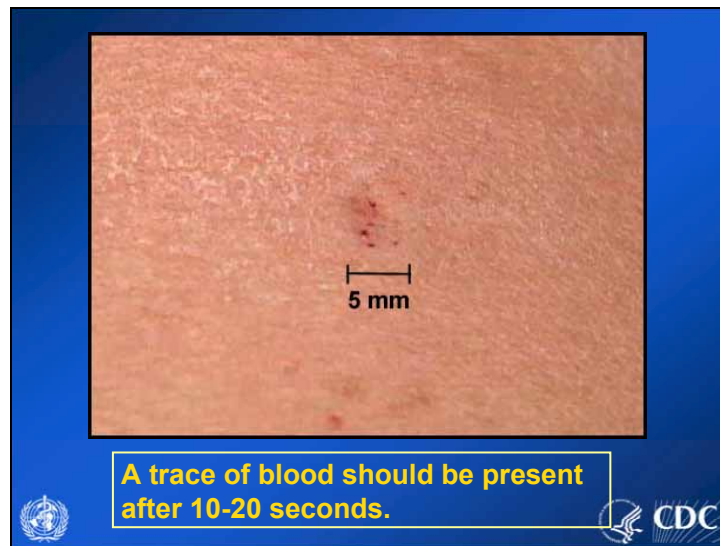 5 mm
A trace of blood should be present
after 10-20 seconds.
CDC